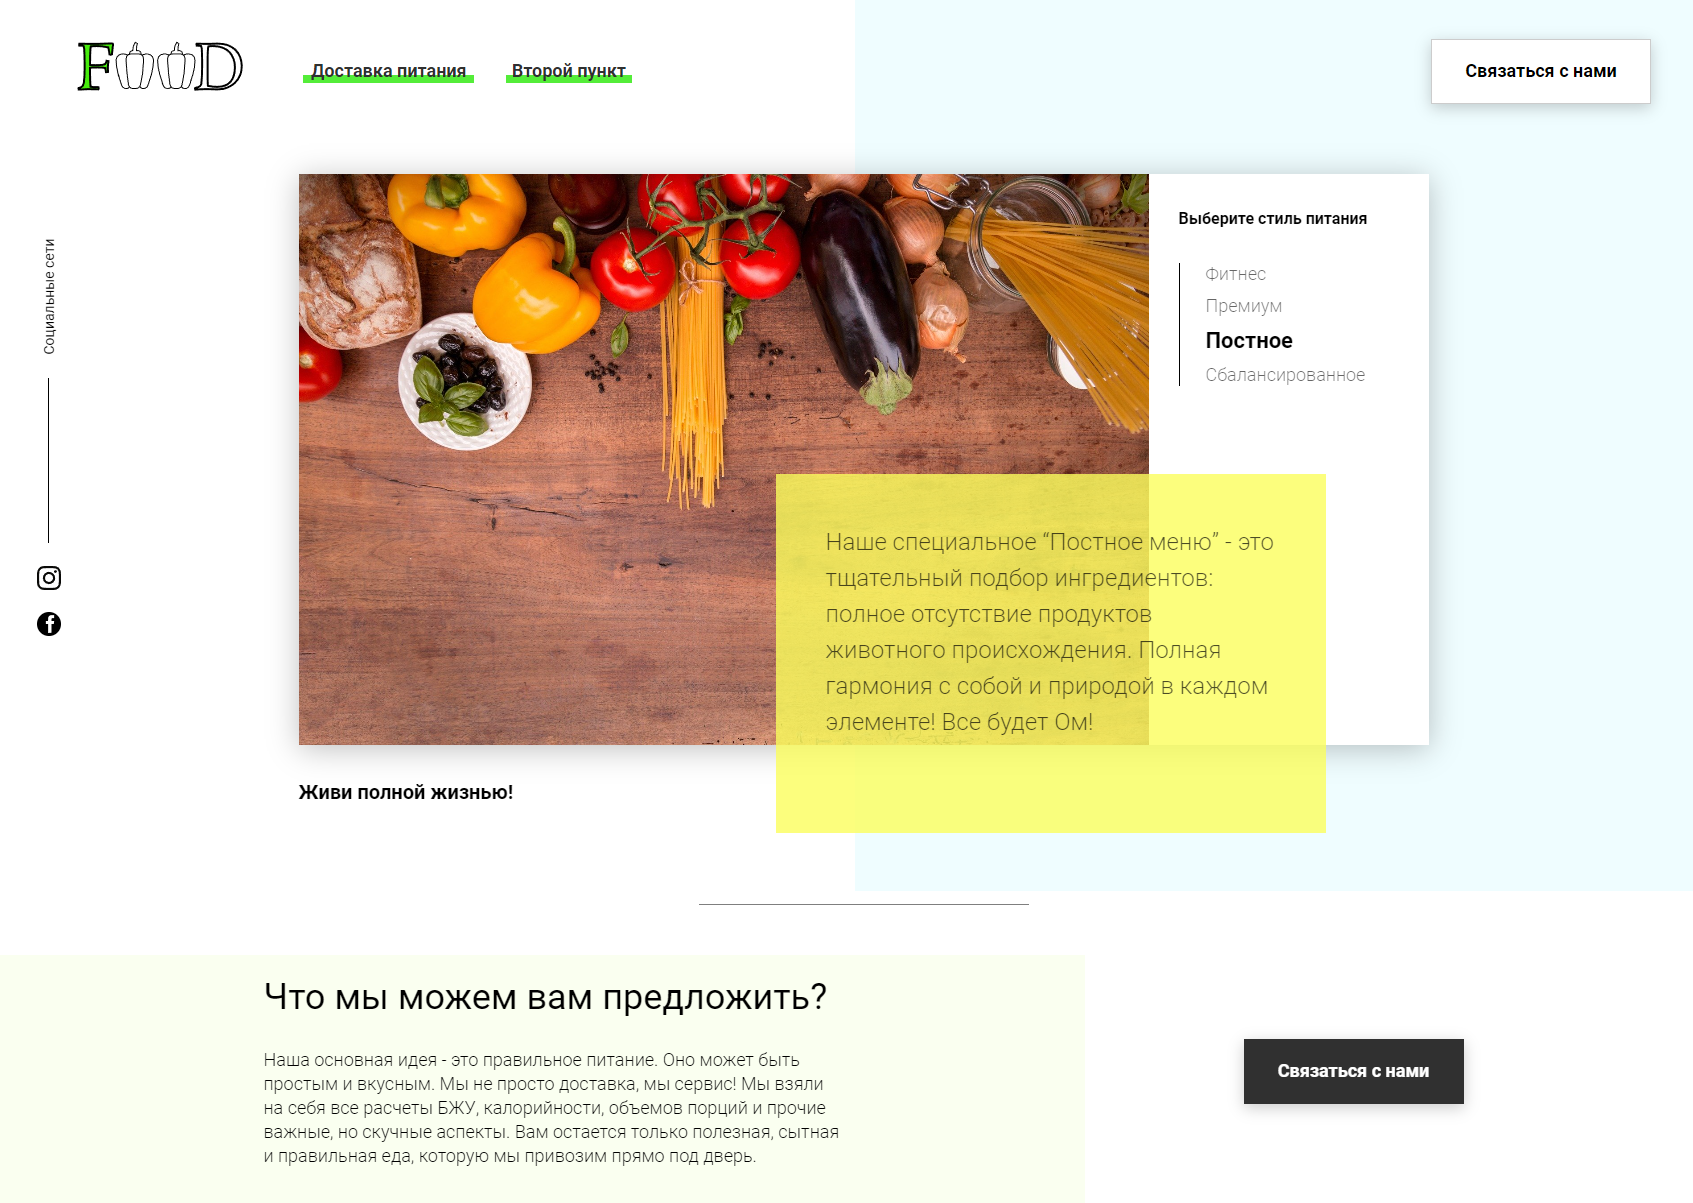 FOOD
Доставка питания
Второй пункт
Связаться с нами
Социальные сети
Выберите стиль питания
Фитнес
Премиум
Постное
Сбалансированное
Наше специальное “Постное меню” - это
тщательный подбор ингредиентов:
полное отсутствие продуктов
животного происхождения. Полная
гармония с собой и природой в каждом
элементе! Все будет Ом!
Живи полной жизнью!
Что мы можем вам предложить?
Наша основная идея - это правильное питание. Оно может быть
простым и вкусным. Мы не просто доставка, мы сервис! Мы взяли
на себя все расчеты БЖУ, калорийности, объемов порций и прочие
важные, но скучные аспекты. Вам остается только полезная, сытная
и правильная еда, которую мы привозим прямо под дверь.
Связаться с нами